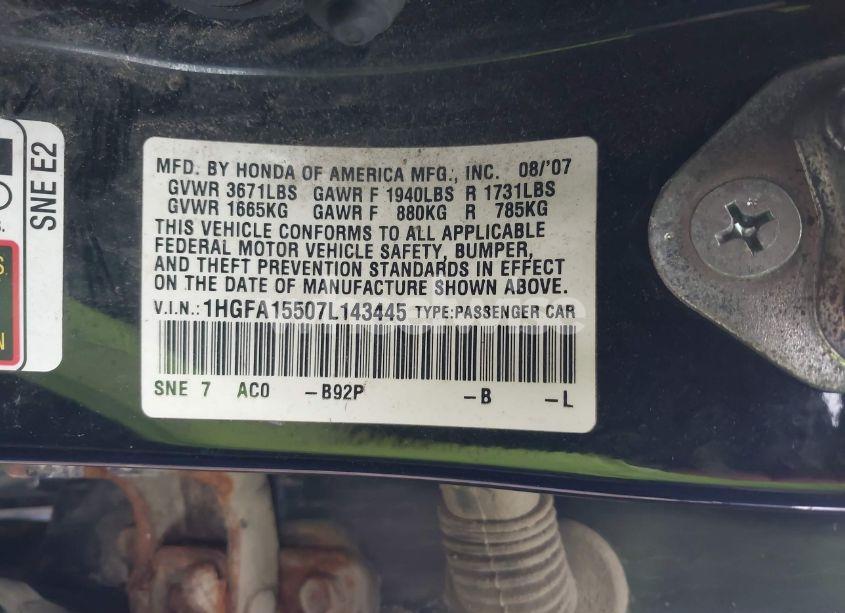 SNE E2
MFD. BY HONDA OF AMERICA MFG., INC. 08/'07
GVWR 3671LBS GAWR F 1940LBS R 1731LBS
GVWR 1665KG GAWR F 880KG R 785KG
THIS VEHICLE CONFORMS TO ALL APPLICABLE
FEDERAL MOTOR VEHICLE SAFETY, BUMPER,
AND THEFT PREVENTION STANDARDS IN EFFECT
ON THE DATE OF MANUFACTURE SHOWN ABOVE.
V.I.N.: 1HGFA15507L143445 TYPE:PASSENGER CAR
SNE 7 AC0 -B92P -B -L